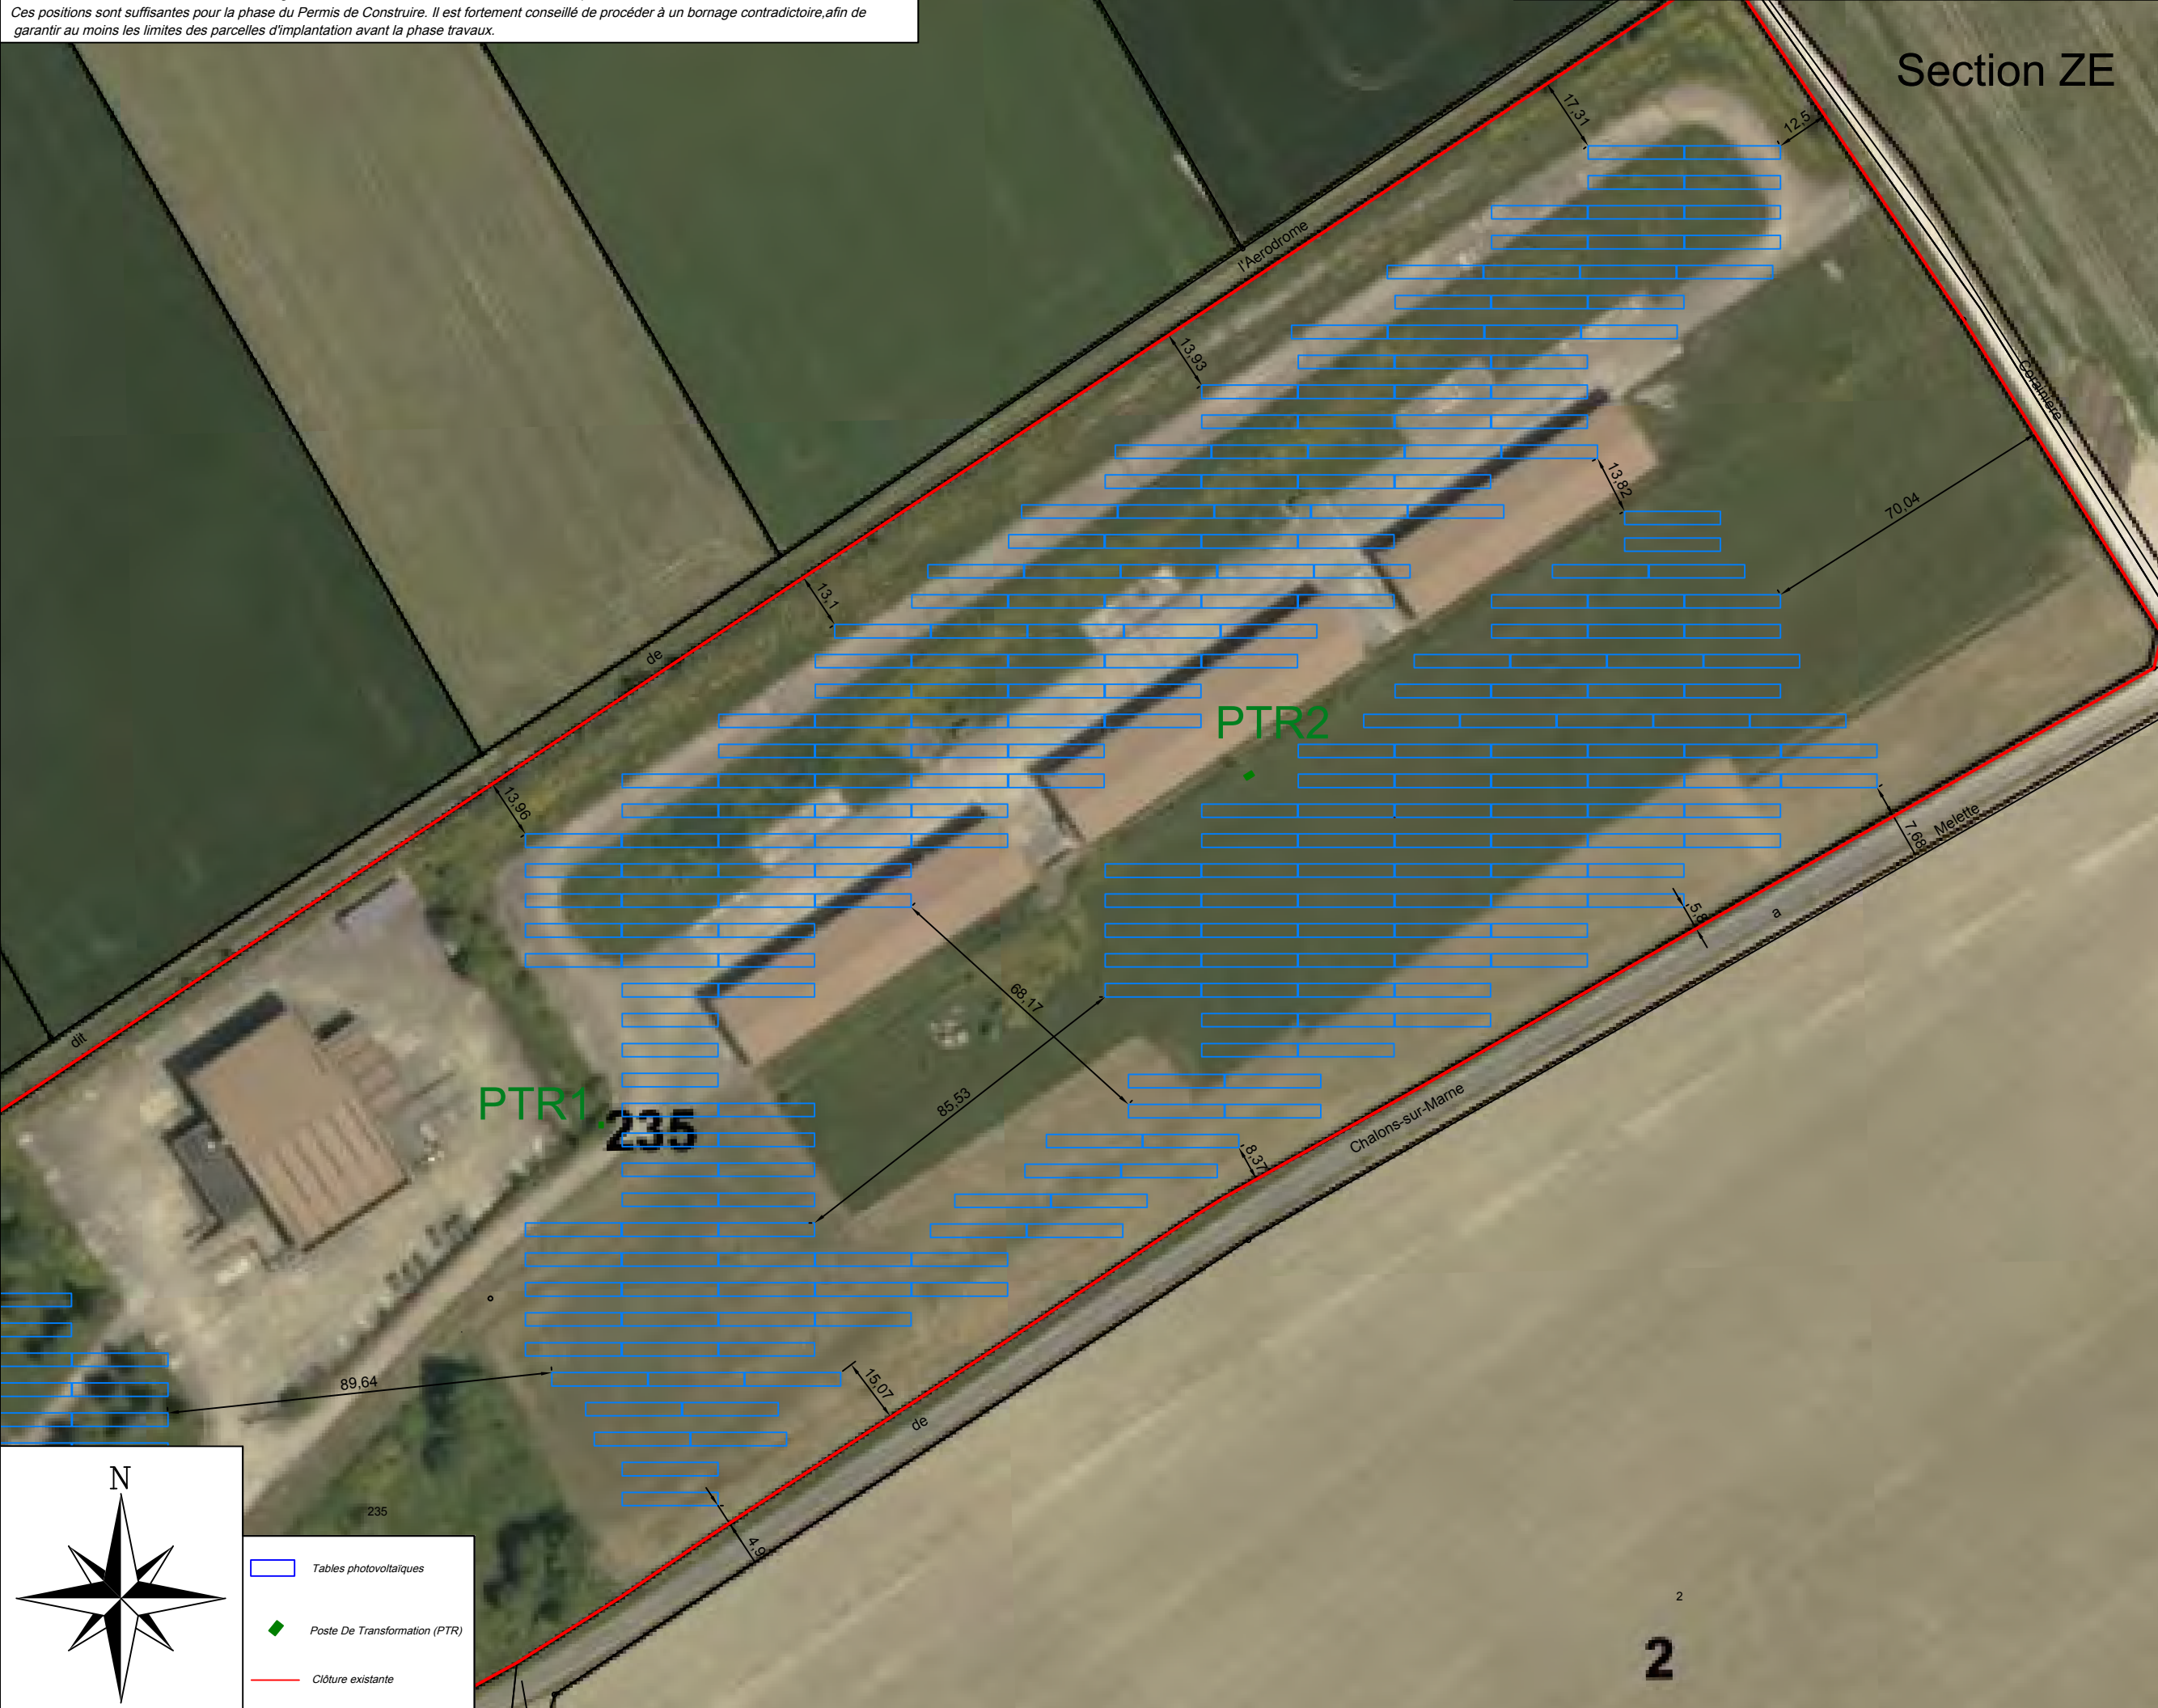 Ces positions sont suffisantes pour la phase du Permis de Construire. Il est fortement conseillé de procéder à un bornage contradictoire,afin de
garantir au moins les limites des parcelles d'implantation avant la phase travaux.
Section ZE
17,31
12,5
l'Aerodrome
13,93
Corainiere
13,82
70,04
13,1
de
PTR2
13,96
7,68
Melette
5,8
a
68,17
dit
85,53
PTR1
235
Chalons-sur-Marne
8,37
89,64
15,07
de
4,9
N
235
Tables photovoltaïques
Poste De Transformation (PTR)
Clôture existante
2
2